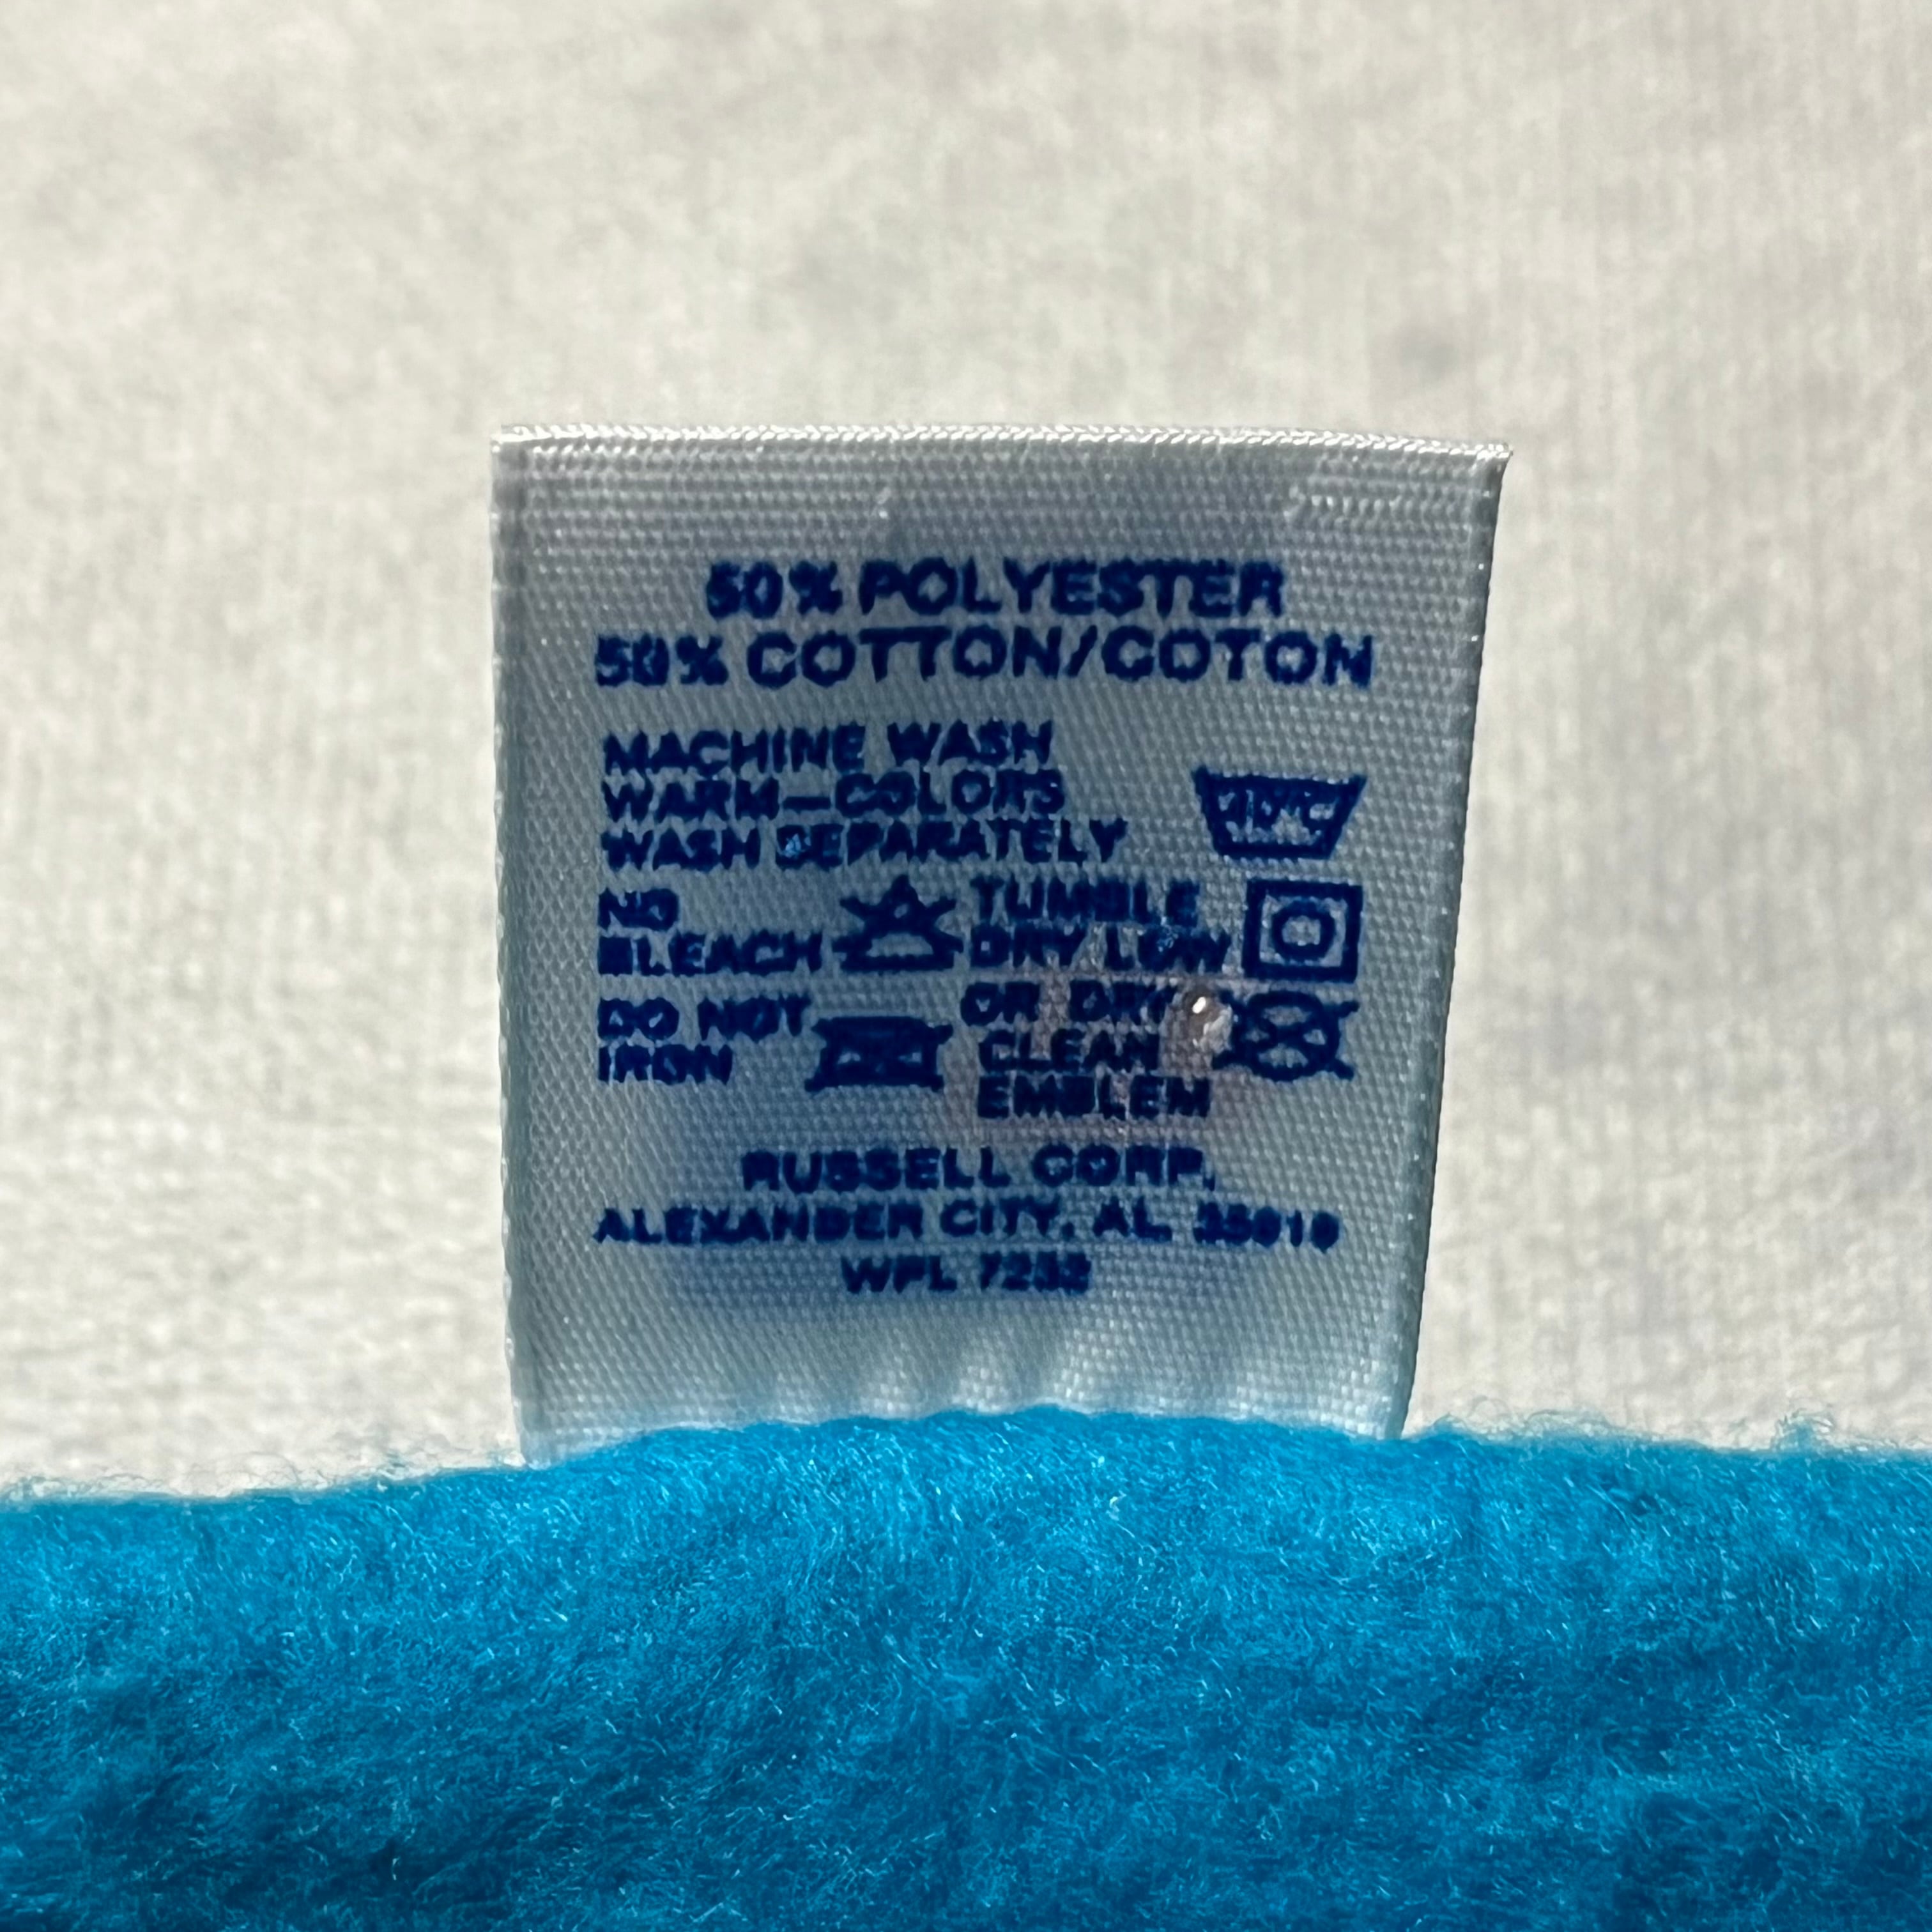 50% POLYESTER
50% COTTON/COTON
MACHINE WASH
WARM-COLORS
WASH SEPARATELY
40°C
NO
BLEACH
TUMBLE
DRY LOW
DO NOT
IRON
OR DRY
CLEAN
EMBLEM
RUSSELL CORP.
ALEXANDER CITY, AL 35010
WPL